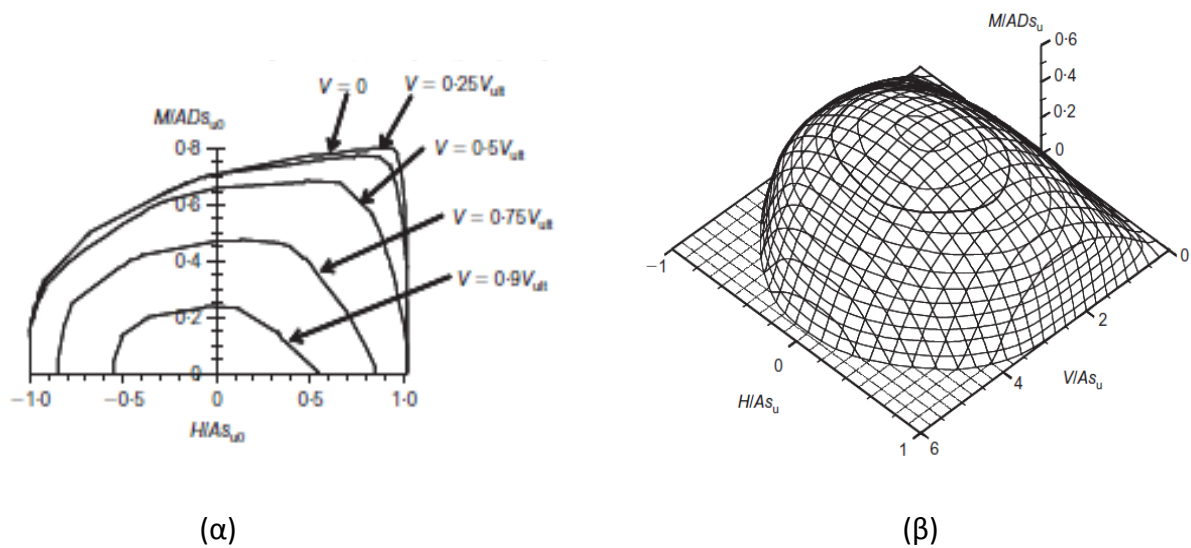 V = 0
V = 0·25Vult
M/ADsu0
0·8
V = 0·5Vult
0·6
V = 0·75Vult
0·4
V = 0·9Vult
0·2
0
−1·0
−0·5
0
0·5
1·0
H/Asu0
(α)
M/ADsu
0·6
0·4
0·2
0
−1
0
1
H/Asu
0
2
4
6
V/Asu
(β)